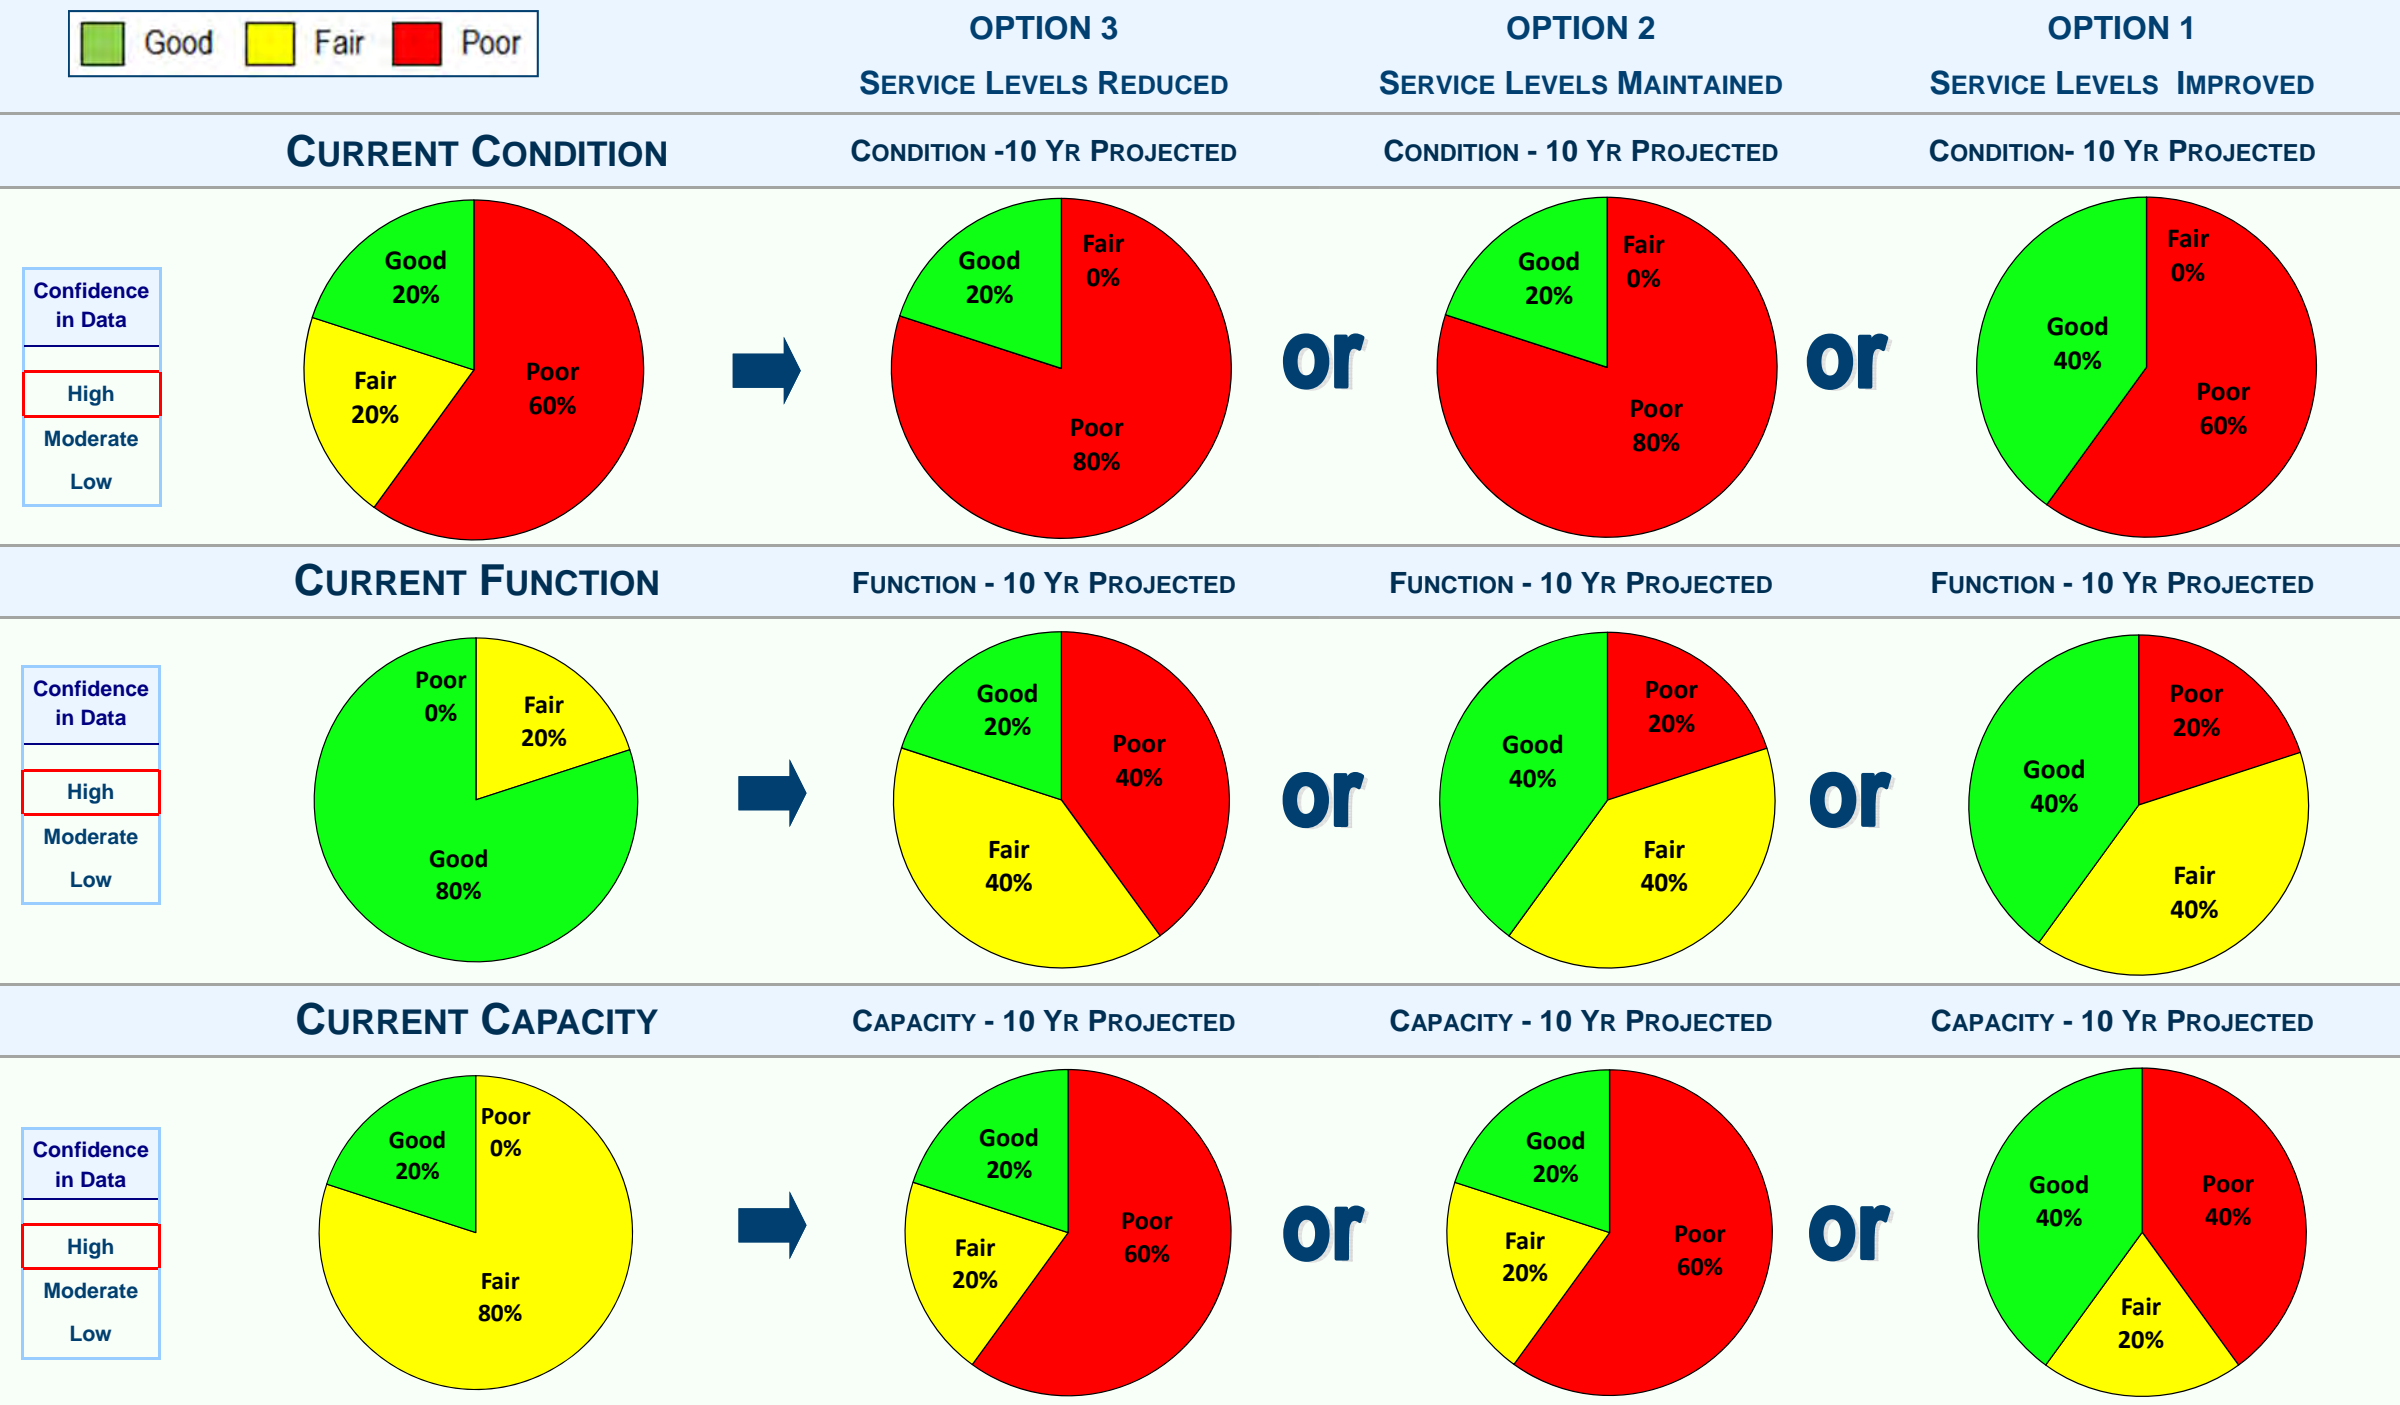 Good Fair Poor
OPTION 3
SERVICE LEVELS REDUCED
OPTION 2
SERVICE LEVELS MAINTAINED
OPTION 1
SERVICE LEVELS  IMPROVED
CURRENT CONDITION
CONDITION -10 YR PROJECTED
CONDITION - 10 YR PROJECTED
CONDITION- 10 YR PROJECTED
Confidence
in Data
High
Moderate
Low
Good
20%
Fair
20%
Poor
60%
Good
20%
Fair
0%
Poor
80%
or
Good
20%
Fair
0%
Poor
80%
or
Good
40%
Fair
0%
Poor
60%
CURRENT FUNCTION
FUNCTION - 10 YR PROJECTED
FUNCTION - 10 YR PROJECTED
FUNCTION - 10 YR PROJECTED
Confidence
in Data
High
Moderate
Low
Poor
0%
Fair
20%
Good
80%
Good
20%
Poor
40%
Fair
40%
or
Good
40%
Poor
20%
Fair
40%
or
Good
40%
Poor
20%
Fair
40%
CURRENT CAPACITY
CAPACITY - 10 YR PROJECTED
CAPACITY - 10 YR PROJECTED
CAPACITY - 10 YR PROJECTED
Confidence
in Data
High
Moderate
Low
Good
20%
Poor
0%
Fair
80%
Good
20%
Fair
20%
Poor
60%
or
Good
20%
Fair
20%
Poor
60%
or
Good
40%
Poor
40%
Fair
20%